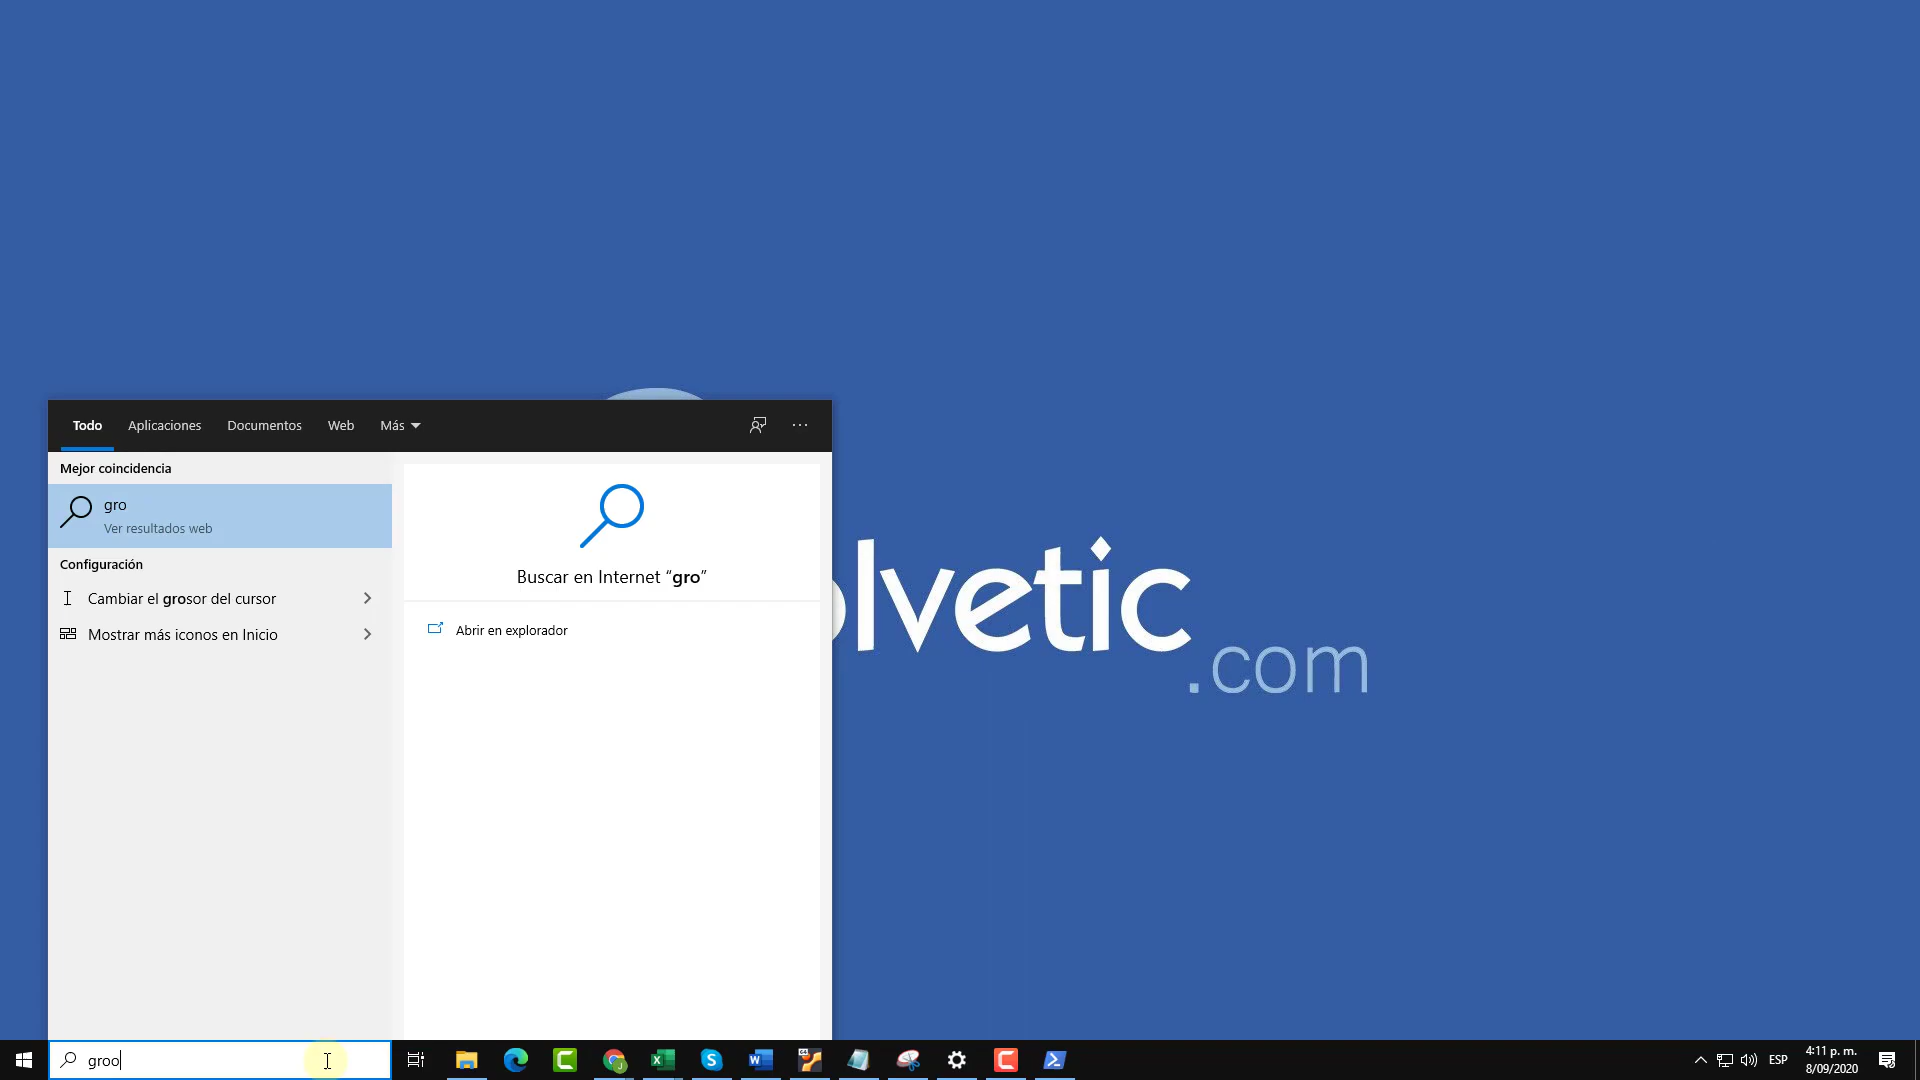 Todo
Aplicaciones
Documentos
Web
Más
Mejor coincidencia
gro
Ver resultados web
Configuración
Cambiar el grosor del cursor
Mostrar más iconos en Inicio
Buscar en Internet “gro”
Abrir en explorador
olvetic
.com
groo
ESP
4:11 p. m.
8/09/2020